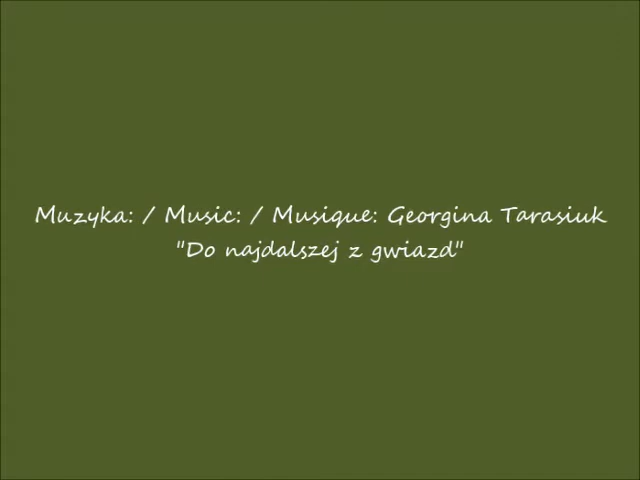 Muzyka: / Music: / Musique: Georgina Tarasiuk
"Do najdalszej z gwiazd"